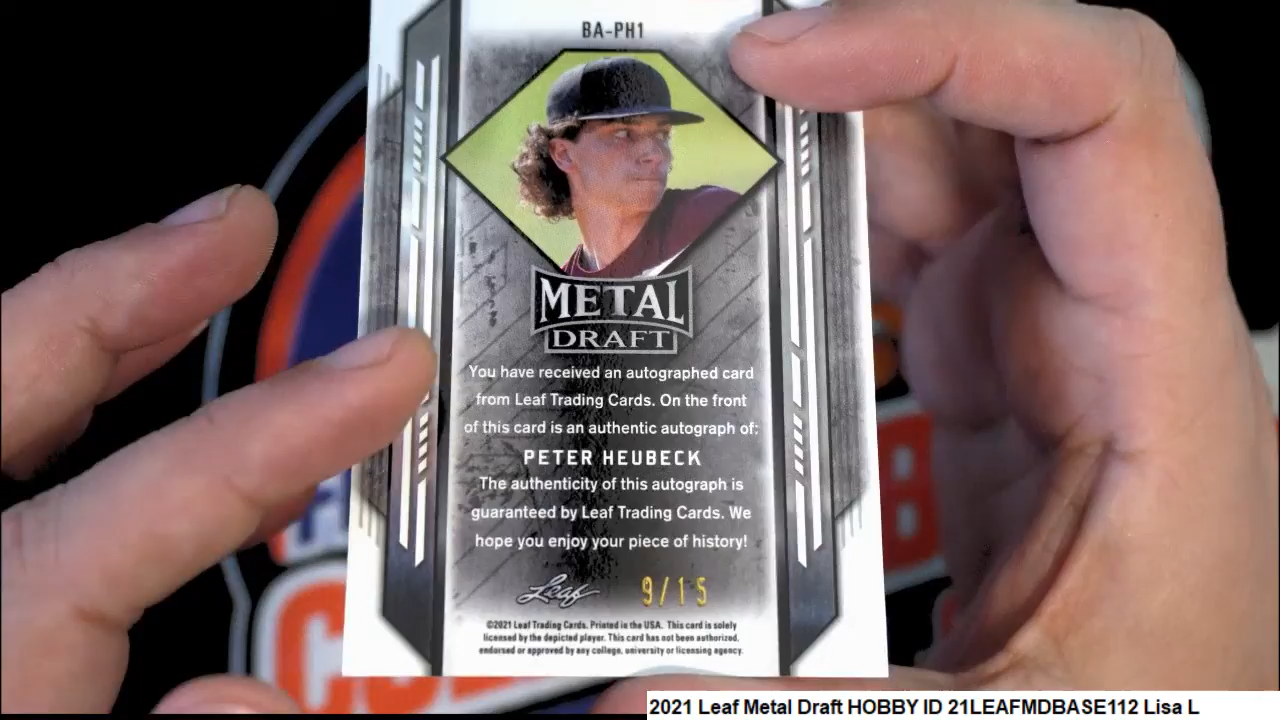 BA-PH1
METAL
DRAFT
You have received an autographed card
from Leaf Trading Cards. On the front
of this card is an authentic autograph of:
PETER HEUBECK
The authenticity of this autograph is
guaranteed by Leaf Trading Cards. We
hope you enjoy your piece of history!
Leaf 9/15
©2021 Leaf Trading Cards. Printed in the USA. This card is solely
licensed by the depicted player. This card has not been authorized,
endorsed or approved by any college, university or licensing agency.
2021 Leaf Metal Draft HOBBY ID 21LEAFMDBASE112 Lisa L